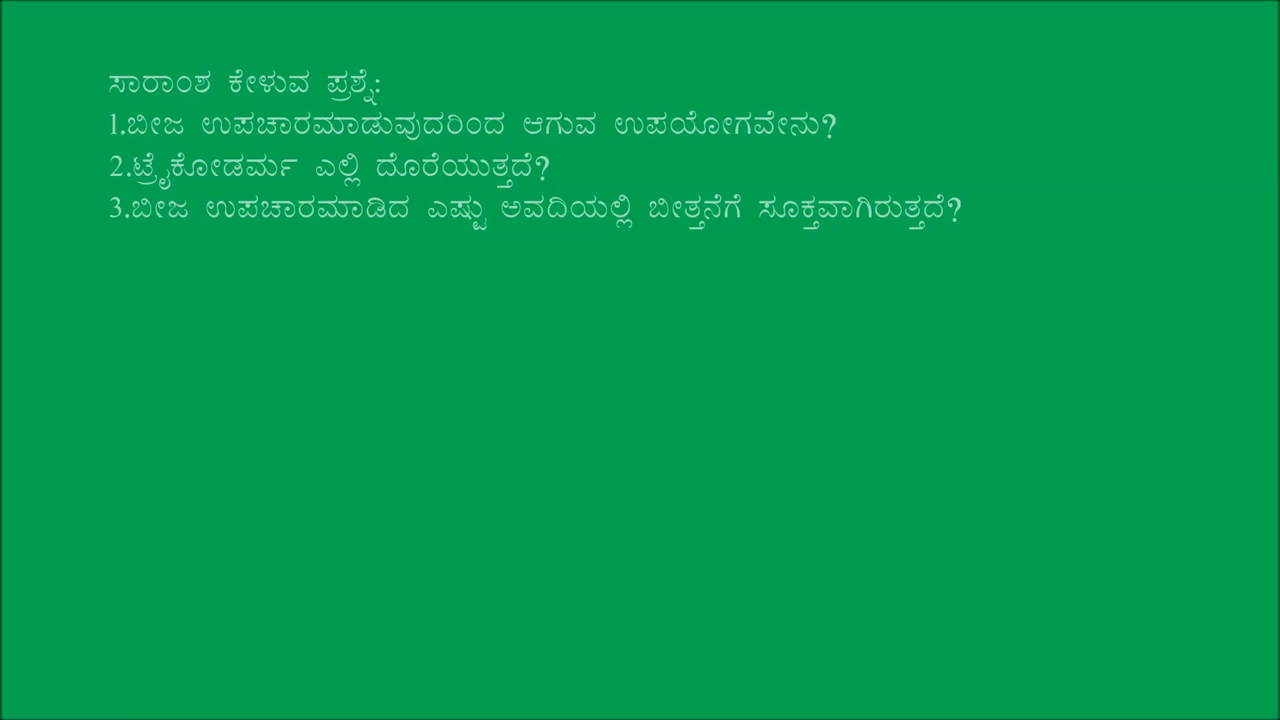 ಸಾರಾಂಶ ಕೇಳುವ ಪ್ರಶ್ನೆ:
1.ಬೀಜ ಉಪಚಾರಮಾಡುವುದರಿಂದ ಆಗುವ ಉಪಯೋಗವೇನು?
2.ಟ್ರೈಕೋಡರ್ಮ ಎಲ್ಲಿ ದೊರೆಯುತ್ತದೆ?
3.ಬೀಜ ಉಪಚಾರಮಾಡಿದ ಎಷ್ಟು ಅವದಿಯಲ್ಲಿ ಬೀತ್ತನೆಗೆ ಸೂಕ್ತವಾಗಿರುತ್ತದೆ?